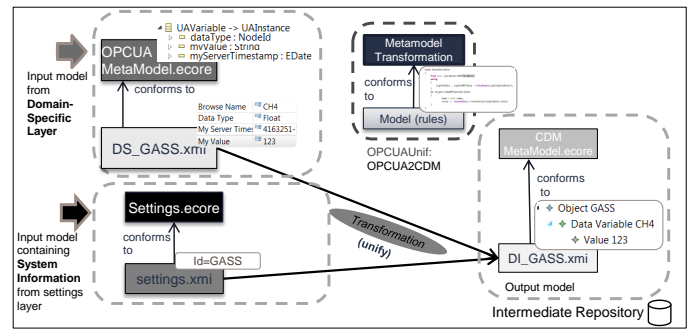 UAVariable -> UAInstance
dataType : NodeId
myValue : String
myServerTimestamp : EDate
OPCUA
MetaModel.ecore
Input model
from
Domain-
Specific
Layer
conforms to
Browse Name CH4
Data Type Float
My Server Times 4163251-
My Value 123
DS_GASS.xmi
Metamodel
Transformation
conforms
to
Model (rules)
OPCUAUnif:
OPCUA2CDM
CDM
MetaModel.ecore
conforms
to
Object GASS
Data Variable CH4
Value 123
DI_GASS.xmi
Output model
Settings.ecore
Input model
containing
System
Information
from settings
layer
conforms
to
Id=GASS
settings.xmi
Transformation
(unify)
Intermediate Repository